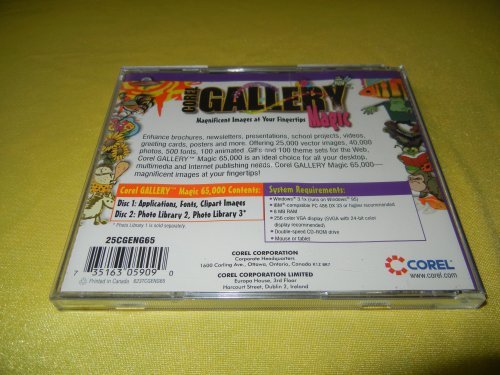 COREL
GALLERY
Magic
Magnificent Images at Your Fingertips
Enhance brochures, newsletters, presentations, school projects, videos,
greeting cards, posters and more. Offering 25,000 vector images, 40,000
photos, 500 fonts, 100 animated GIFs and 100 theme sets for the Web,
Corel GALLERY™ Magic 65,000 is an ideal choice for all your desktop,
multimedia and Internet publishing needs. Corel GALLERY Magic 65,000—
magnificent images at your fingertips!
Corel GALLERY™ Magic 65,000 Contents:
Disc 1: Applications, Fonts, Clipart Images
Disc 2: Photo Library 2, Photo Library 3*
* Photo Library 1 is sold separately.
System Requirements:
• Windows® 3.1x (runs on Windows® 95)
• IBM® compatible PC 486 DX 33 or higher recommended
• 8 MB RAM
• 256 color VGA display (SVGA with 24-bit color
display recommended)
• Double-speed CD-ROM drive
• Mouse or tablet
25CGENG65
7 35163 05909 0
Printed in Canada
COREL CORPORATION
Corporate Headquarters
1600 Carling Ave., Ottawa, Ontario, Canada K1Z 8R7
COREL CORPORATION LIMITED
Europa House, 3rd Floor
Harcourt Street, Dublin 2, Ireland
COREL®
www.corel.com